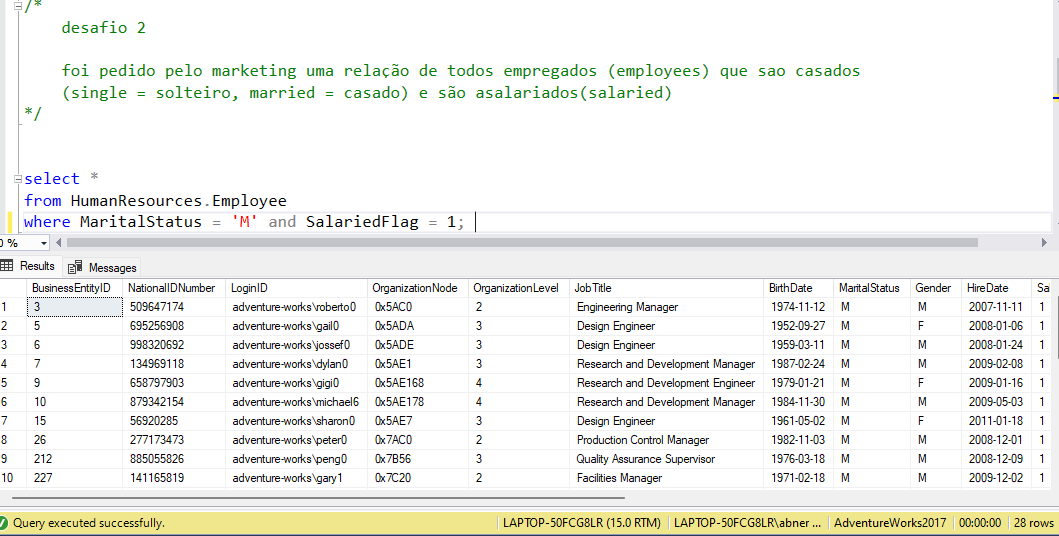 /*
desafio 2
foi pedido pelo marketing uma relação de todos empregados (employees) que sao casados
(single = solteiro, married = casado) e são asalariados(salaried)
*/
select *
from HumanResources.Employee
where MaritalStatus = 'M' and SalariedFlag = 1;
0 %
Results Messages
BusinessEntityID NationalIDNumber LoginID OrganizationNode OrganizationLevel JobTitle BirthDate MaritalStatus Gender HireDate Sa
1 3 509647174 adventure-works\roberto0 0x5AC0 2 Engineering Manager 1974-11-12 M M 2007-11-11 1
2 5 695256908 adventure-works\gail0 0x5ADA 3 Design Engineer 1952-09-27 M F 2008-01-06 1
3 6 998320692 adventure-works\jossef0 0x5ADE 3 Design Engineer 1959-03-11 M M 2008-01-24 1
4 7 134969118 adventure-works\dylan0 0x5AE1 3 Research and Development Manager 1987-02-24 M M 2009-02-08 1
5 9 658797903 adventure-works\gigi0 0x5AE168 4 Research and Development Engineer 1979-01-21 M F 2009-01-16 1
6 10 879342154 adventure-works\michael6 0x5AE178 4 Research and Development Manager 1984-11-30 M M 2009-05-03 1
7 15 56920285 adventure-works\sharon0 0x5AE7 3 Design Engineer 1961-05-02 M F 2011-01-18 1
8 26 277173473 adventure-works\peter0 0x7AC0 2 Production Control Manager 1982-11-03 M M 2008-12-01 1
9 212 885055826 adventure-works\peng0 0x7B56 3 Quality Assurance Supervisor 1976-03-18 M M 2008-12-09 1
10 227 141165819 adventure-works\gary1 0x7C20 2 Facilities Manager 1971-02-18 M M 2009-12-02 1
Query executed successfully. LAPTOP-50FCG8LR (15.0 RTM) LAPTOP-50FCG8LR\abner ... AdventureWorks2017 00:00:00 28 rows